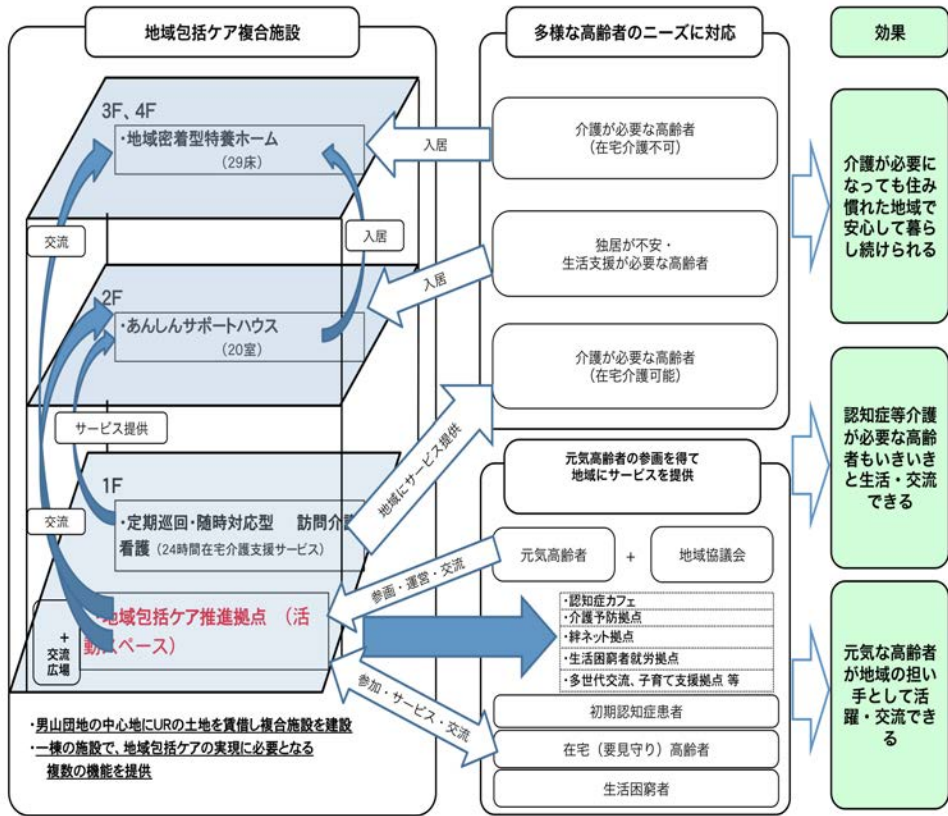 地域包括ケア複合施設
3F、4F
・地域密着型特養ホーム
（29床）
交流
入居
2F
・あんしんサポートハウス
（20室）
サービス提供
1F
・定期巡回・随時対応型 訪問介護
看護（24時間在宅介護支援サービス）
交流
・地域包括ケア推進拠点 （活
動スペース）
＋
交流
広場
・男山団地の中心地にURの土地を賃借し複合施設を建設
・一棟の施設で、地域包括ケアの実現に必要となる
複数の機能を提供
入居
入居
地域にサービス提供
参画・運営・交流
参加・サービス・交流
多様な高齢者のニーズに対応
介護が必要な高齢者
（在宅介護不可）
独居が不安・
生活支援が必要な高齢者
介護が必要な高齢者
（在宅介護可能）
元気高齢者の参画を得て
地域にサービスを提供
元気高齢者 ＋ 地域協議会
・認知症カフェ
・介護予防拠点
・絆ネット拠点
・生活困窮者就労拠点
・多世代交流、子育て支援拠点 等
初期認知症患者
在宅（要見守り）高齢者
生活困窮者
効果
介護が必要に
なっても住み
慣れた地域で
安心して暮ら
し続けられる
認知症等介護
が必要な高齢
者もいきいき
と生活・交流
できる
元気な高齢者
が地域の担い
手として活
躍・交流でき
る